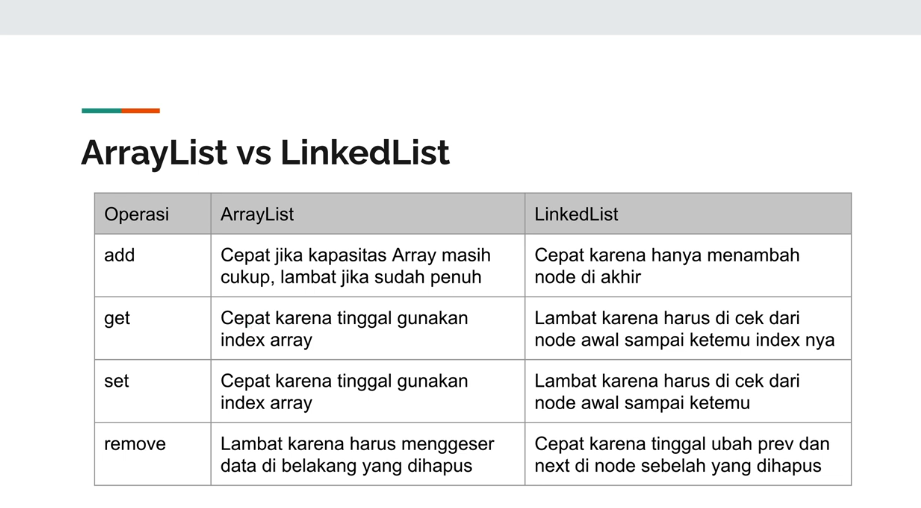 ArrayList vs LinkedList
Operasi
ArrayList
LinkedList
add
Cepat jika kapasitas Array masih
cukup, lambat jika sudah penuh
Cepat karena hanya menambah
node di akhir
get
Cepat karena tinggal gunakan
index array
Lambat karena harus di cek dari
node awal sampai ketemu index nya
set
Cepat karena tinggal gunakan
index array
Lambat karena harus di cek dari
node awal sampai ketemu
remove
Lambat karena harus menggeser
data di belakang yang dihapus
Cepat karena tinggal ubah prev dan
next di node sebelah yang dihapus